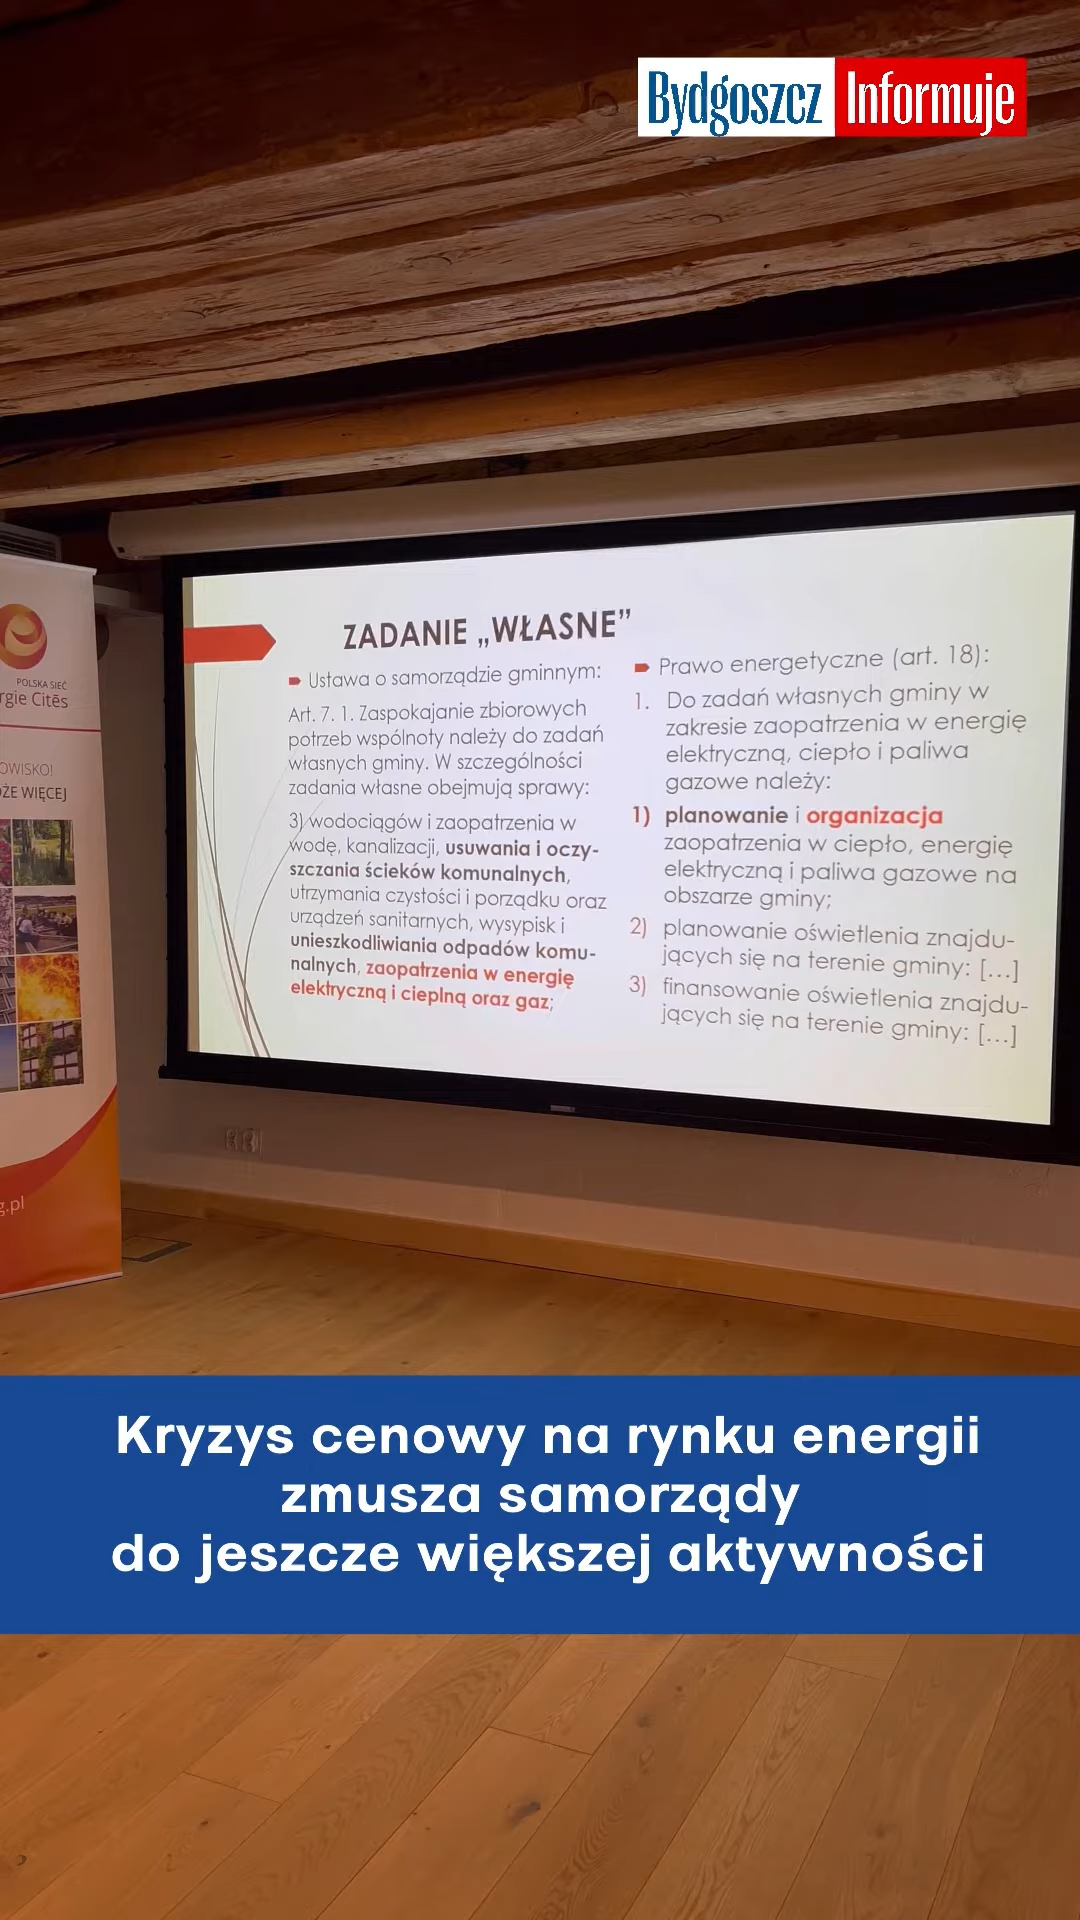 Bydgoszcz Informuje
POLSKA SIEĆ
rgie Citēs
OWISKO!
ŻE WIĘCEJ
g.pl
ZADANIE „WŁASNE”
Ustawa o samorządzie gminnym:
Art. 7. 1. Zaspokajanie zbiorowych
potrzeb wspólnoty należy do zadań
własnych gminy. W szczególności
zadania własne obejmują sprawy:
3) wodociągów i zaopatrzenia w
wodę, kanalizacji, usuwania i oczy-
szczania ścieków komunalnych,
utrzymania czystości i porządku oraz
urządzeń sanitarnych, wysypisk i
unieszkodliwiania odpadów komu-
nalnych, zaopatrzenia w energię
elektryczną i cieplną oraz gaz;
Prawo energetyczne (art. 18):
1. Do zadań własnych gminy w
zakresie zaopatrzenia w energię
elektryczną, ciepło i paliwa
gazowe należy:
1) planowanie i organizacja
zaopatrzenia w ciepło, energię
elektryczną i paliwa gazowe na
obszarze gminy;
2) planowanie oświetlenia znajdu-
jących się na terenie gminy: [...]
3) finansowanie oświetlenia znajdu-
jących się na terenie gminy: [...]
Kryzys cenowy na rynku energii
zmusza samorządy
do jeszcze większej aktywności